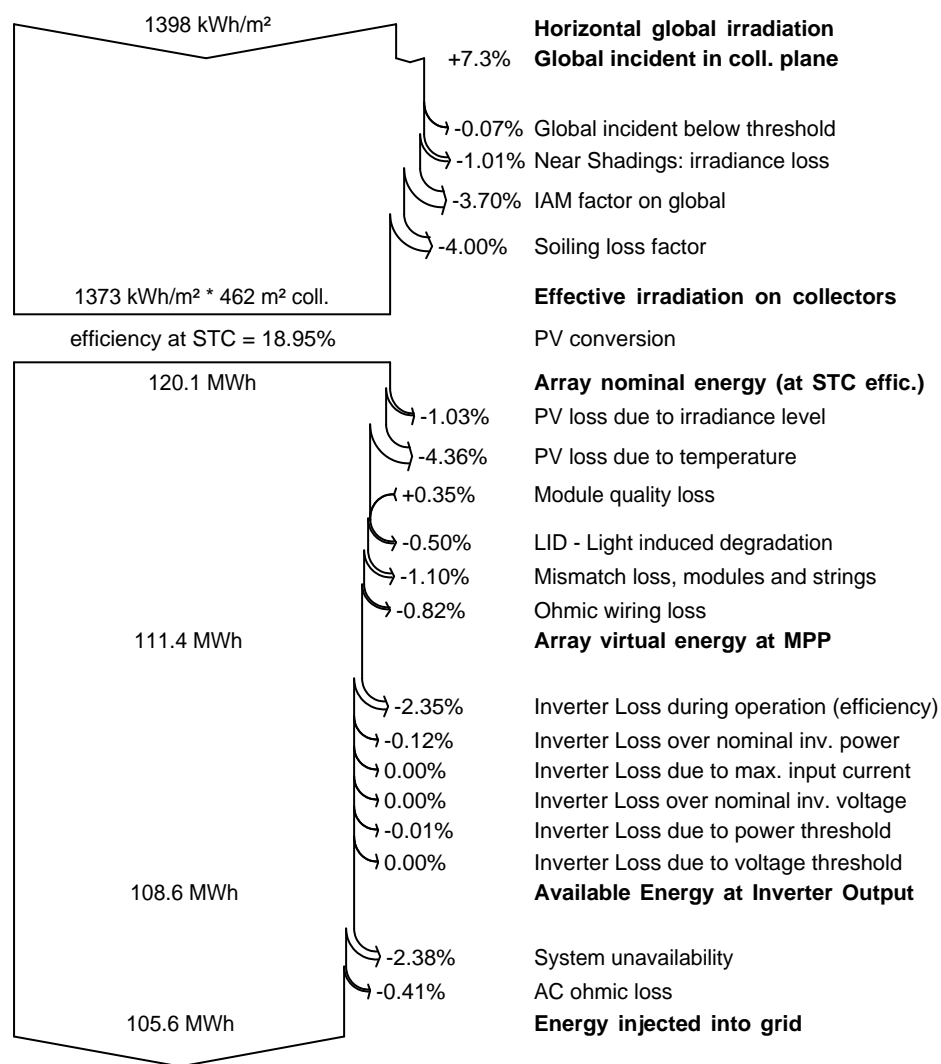 1398 kWh/m² Horizontal global irradiation
+7.3% Global incident in coll. plane
-0.07% Global incident below threshold
-1.01% Near Shadings: irradiance loss
-3.70% IAM factor on global
-4.00% Soiling loss factor
1373 kWh/m² * 462 m² coll. Effective irradiation on collectors
efficiency at STC = 18.95% PV conversion
120.1 MWh Array nominal energy (at STC effic.)
-1.03% PV loss due to irradiance level
-4.36% PV loss due to temperature
+0.35% Module quality loss
-0.50% LID - Light induced degradation
-1.10% Mismatch loss, modules and strings
-0.82% Ohmic wiring loss
111.4 MWh Array virtual energy at MPP
-2.35% Inverter Loss during operation (efficiency)
-0.12% Inverter Loss over nominal inv. power
0.00% Inverter Loss due to max. input current
0.00% Inverter Loss over nominal inv. voltage
-0.01% Inverter Loss due to power threshold
0.00% Inverter Loss due to voltage threshold
108.6 MWh Available Energy at Inverter Output
-2.38% System unavailability
-0.41% AC ohmic loss
105.6 MWh Energy injected into grid